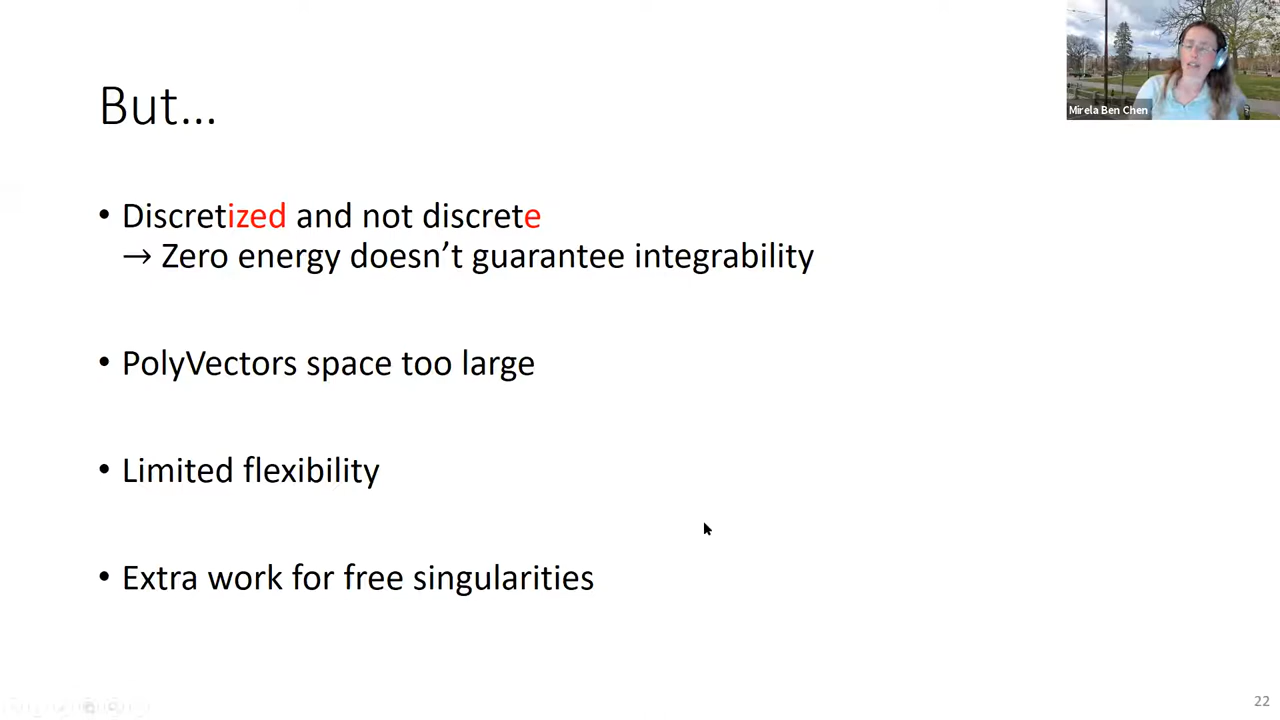 Mirela Ben Chen
But...
• Discretized and not discrete
→ Zero energy doesn’t guarantee integrability
• PolyVectors space too large
• Limited flexibility
• Extra work for free singularities
22